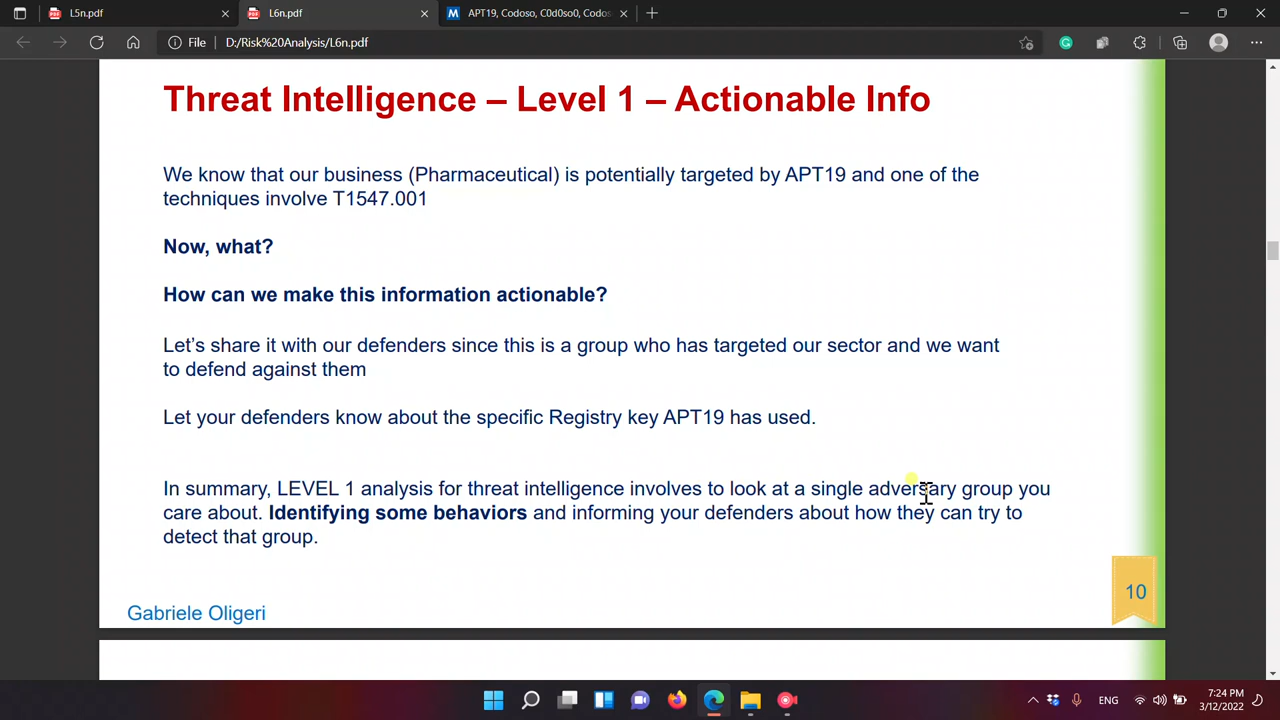 L5n.pdf
L6n.pdf
APT19, Codoso, C0d0so0, Codos
File D:/Risk%20Analysis/L6n.pdf
Threat Intelligence – Level 1 – Actionable Info
We know that our business (Pharmaceutical) is potentially targeted by APT19 and one of the
techniques involve T1547.001
Now, what?
How can we make this information actionable?
Let’s share it with our defenders since this is a group who has targeted our sector and we want
to defend against them
Let your defenders know about the specific Registry key APT19 has used.
In summary, LEVEL 1 analysis for threat intelligence involves to look at a single adversary group you
care about. Identifying some behaviors and informing your defenders about how they can try to
detect that group.
10
Gabriele Oligeri
ENG
7:24 PM
3/12/2022